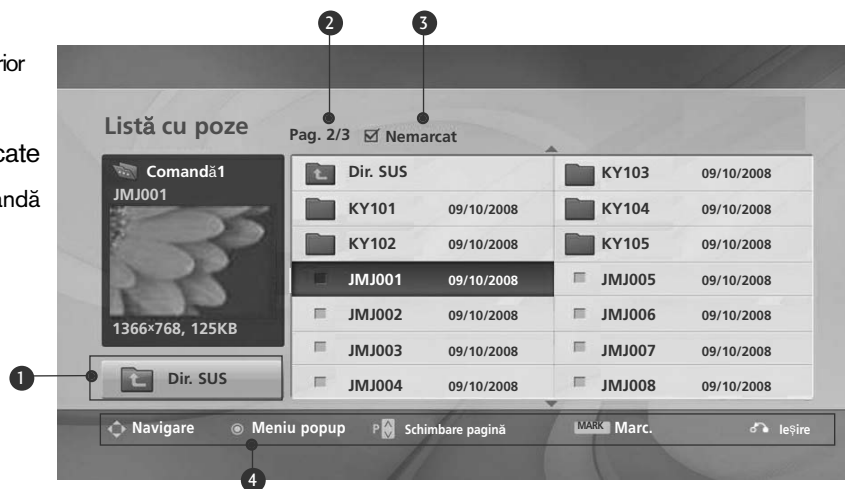 2 3
rior
cate
andă
Listă cu poze
Pag. 2/3 Nemarcat
Comandă1
JMJ001
1366×768, 125KB
Dir. SUS
KY101 09/10/2008
KY102 09/10/2008
JMJ001 09/10/2008
JMJ002 09/10/2008
JMJ003 09/10/2008
JMJ004 09/10/2008
KY103 09/10/2008
KY104 09/10/2008
KY105 09/10/2008
JMJ005 09/10/2008
JMJ006 09/10/2008
JMJ007 09/10/2008
JMJ008 09/10/2008
1
Dir. SUS
Navigare Meniu popup P Schimbare pagină MARK Marc. Ieşire
4